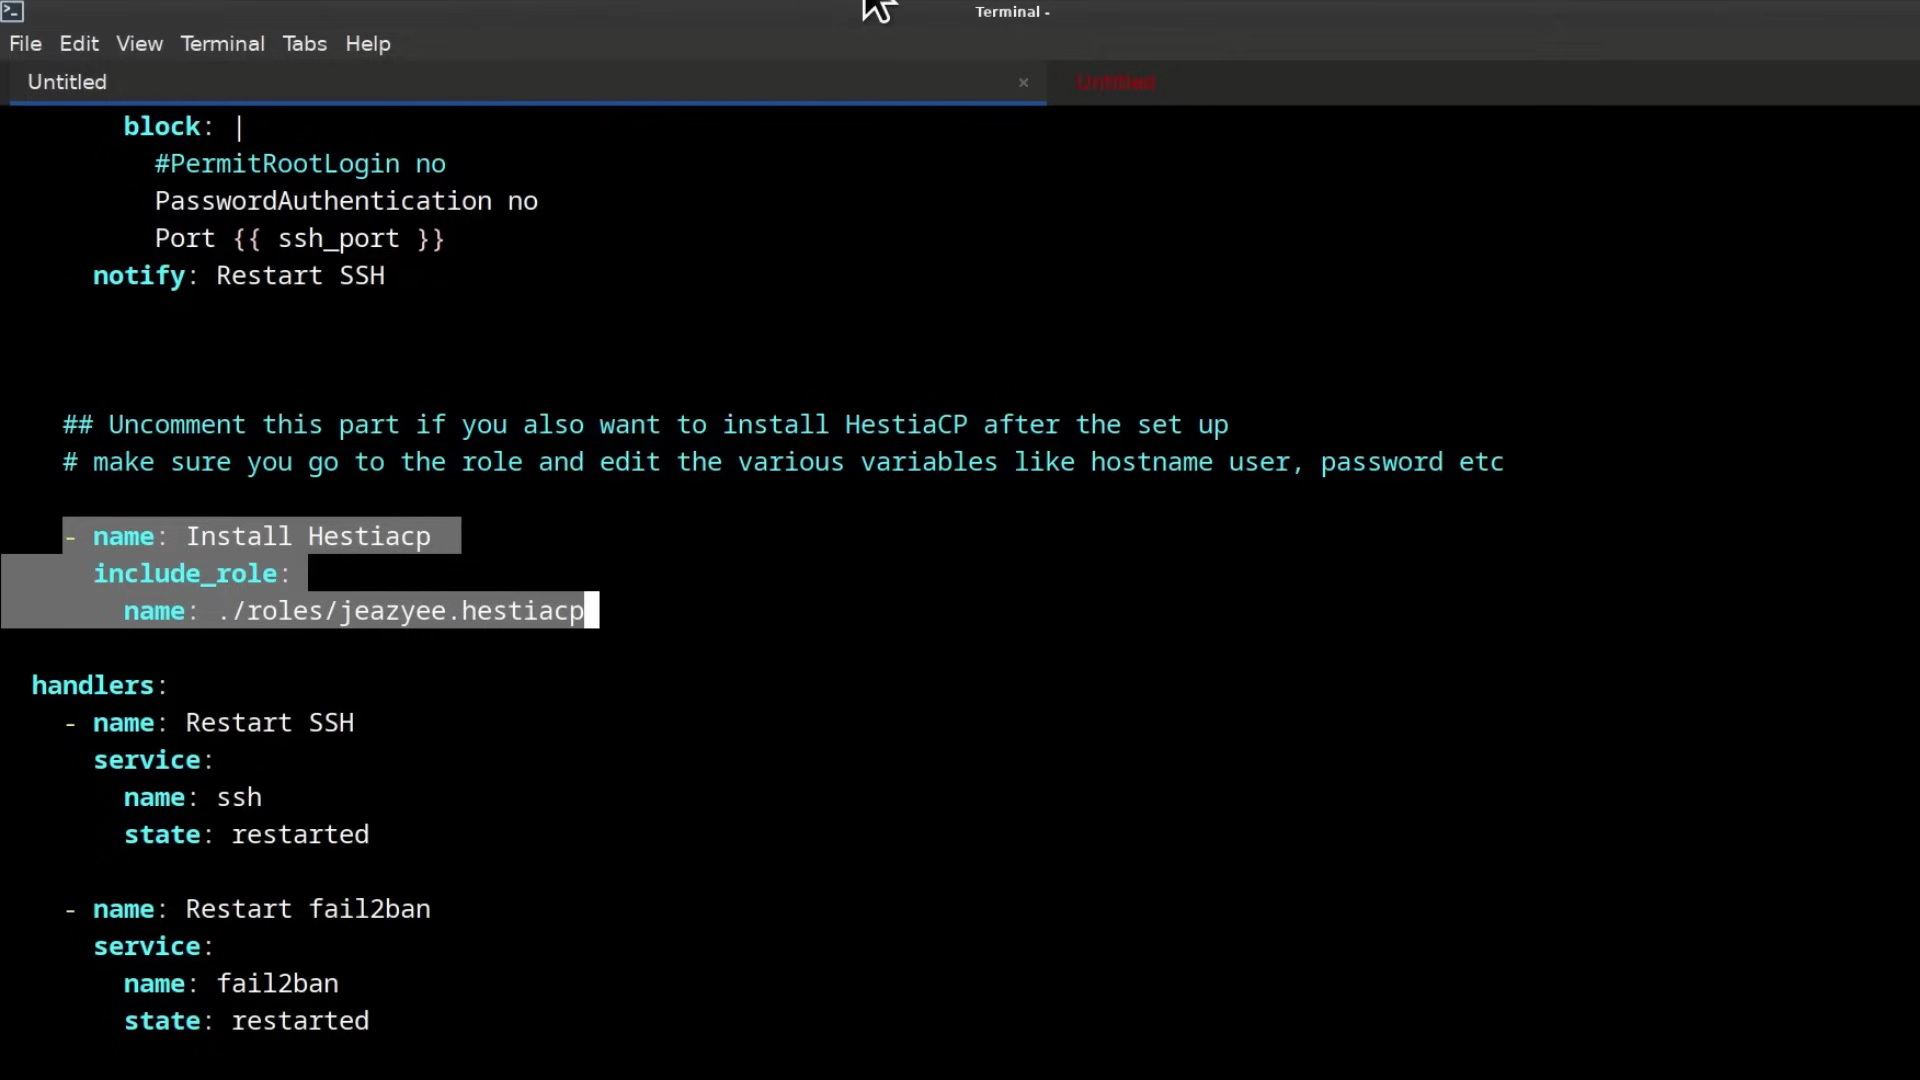 Terminal -
File Edit View Terminal Tabs Help
Untitled × Untitled
block: |
#PermitRootLogin no
PasswordAuthentication no
Port {{ ssh_port }}
notify: Restart SSH
## Uncomment this part if you also want to install HestiaCP after the set up
# make sure you go to the role and edit the various variables like hostname user, password etc
- name: Install Hestiacp
include_role:
name: ./roles/jeazyee.hestiacp
handlers:
- name: Restart SSH
service:
name: ssh
state: restarted
- name: Restart fail2ban
service:
name: fail2ban
state: restarted